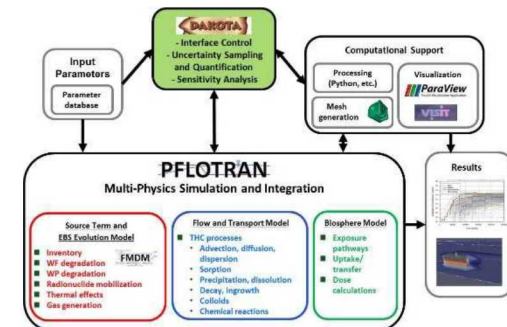 DAKOTA
- Interface Control
- Uncertainty Sampling
and Quantification
- Sensitivity Analysis
Input
Parameters
Parameter
database
Computational Support
Processing
(Python, etc.)
Mesh
generation
Visualization
ParaView
VISIT
PFLOTRAN
Multi-Physics Simulation and Integration
Source Term and
EBS Evolution Model
Inventory
WF degradation
WP degradation
Radionuclide mobilization
Thermal effects
Gas generation
FMDM
Flow and Transport Model
THC processes
Advection, diffusion,
dispersion
Sorption
Precipitation, dissolution
Decay, ingrowth
Colloids
Chemical reactions
Biosphere Model
Exposure
pathways
Uptake/
transfer
Dose
calculations
Results